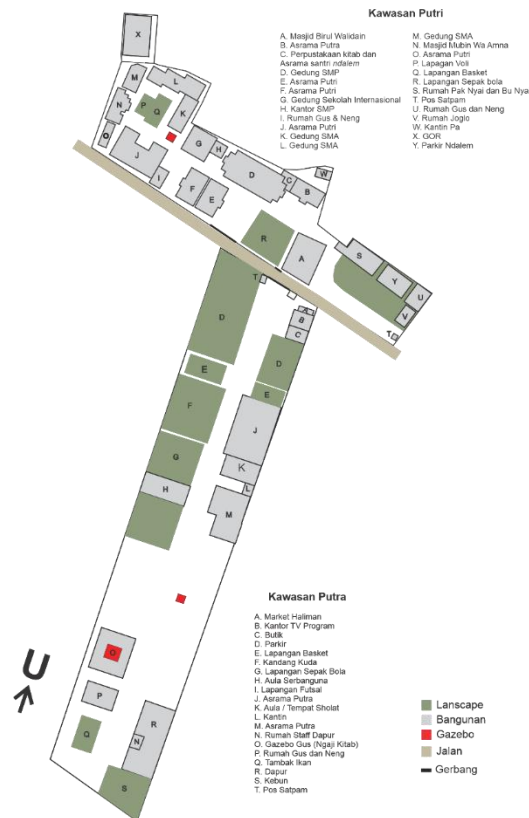 Kawasan Putri
A. Masjid Birul Walidain
B. Asrama Putra
C. Perpustakaan kitab dan
Asrama santri ndalem
D. Gedung SMP
E. Asrama Putri
F. Asrama Putri
G. Gedung Sekolah Internasional
H. Kantor SMP
I. Rumah Gus & Neng
J. Asrama Putri
K. Gedung SMA
L. Gedung SMA
M. Gedung SMA
N. Masjid Mubin Wa Amna
O. Asrama Putri
P. Lapagan Voli
Q. Lapangan Basket
R. Lapangan Sepak bola
S. Rumah Pak Nyai dan Bu Nya
T. Pos Satpam
U. Rumah Gus dan Neng
V. Rumah Joglo
W. Kantin Pa
X. GOR
Y. Parkir Ndalem
X
M
L
N
P
Q
K
O
J
G
H
I
D
F
E
C
B
W
R
A
S
Y
U
V
T
T
D
A
B
C
D
E
E
F
J
G
K
H
L
M
O
P
Q
R
N
S
U
Kawasan Putra
A. Market Haliman
B. Kantor TV Program
C. Butik
D. Parkir
E. Lapangan Basket
F. Kandang Kuda
G. Lapangan Sepak Bola
H. Aula Serbanguna
I. Lapangan Futsal
J. Asrama Putra
K. Aula / Tempat Sholat
L. Kantin
M. Asrama Putra
N. Rumah Staff Dapur
O. Gazebo Gus (Ngaji Kitab)
P. Rumah Gus dan Neng
Q. Tambak Ikan
R. Dapur
S. Kebun
T. Pos Satpam
Lanscape
Bangunan
Gazebo
Jalan
Gerbang